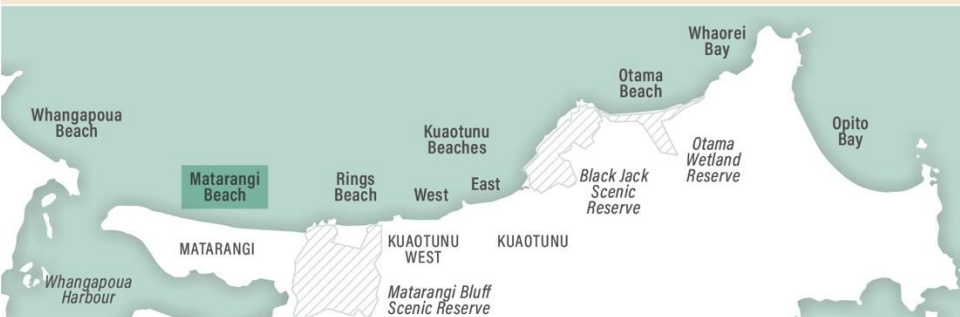 Whaorei
Bay
Otama
Beach
Whangapoua
Beach
Kuaotunu
Beaches
Opito
Bay
Otama
Wetland
Reserve
Matarangi
Beach
Rings
Beach
West
East
Black Jack
Scenic
Reserve
MATARANGI
KUAOTUNU
WEST
KUAOTUNU
Whangapoua
Harbour
Matarangi Bluff
Scenic Reserve